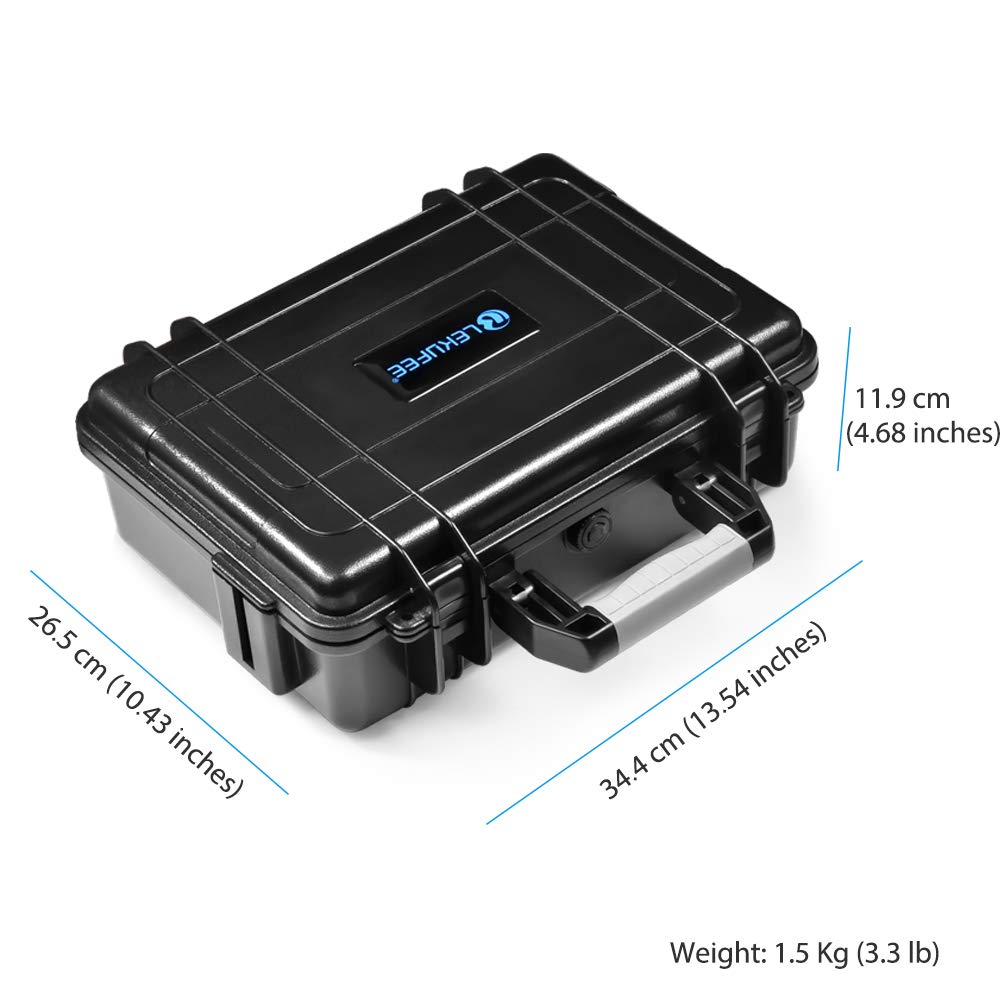 LEKUFEE®
11.9 cm
(4.68 inches)
26.5 cm (10.43 inches)
34.4 cm (13.54 inches)
Weight: 1.5 Kg (3.3 lb)